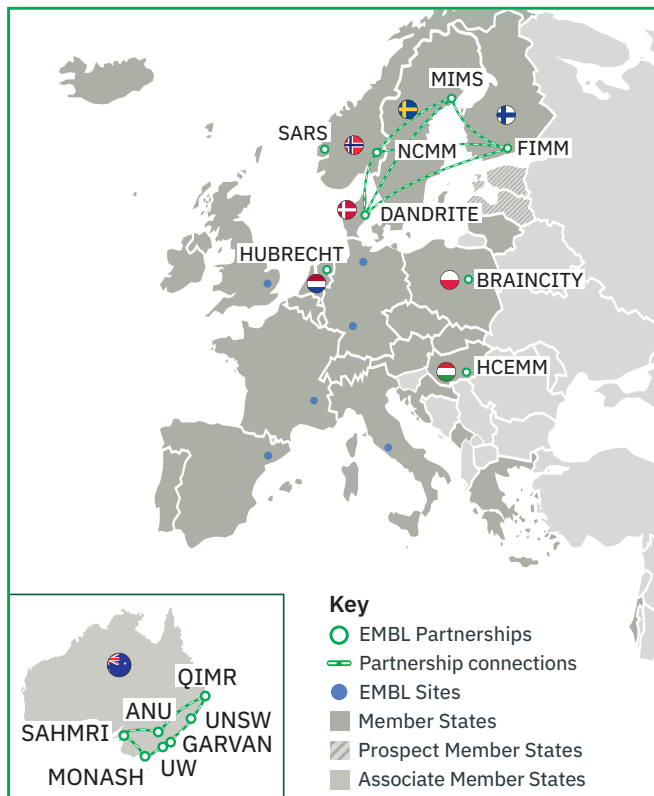 MIMS
SARS
NCMM
FIMM
DANDRITE
HUBRECHT
BRAINCITY
HCEMM
QIMR
ANU
UNSW
SAHMRI
GARVAN
UW
MONASH
Key
EMBL Partnerships
Partnership connections
EMBL Sites
Member States
Prospect Member States
Associate Member States